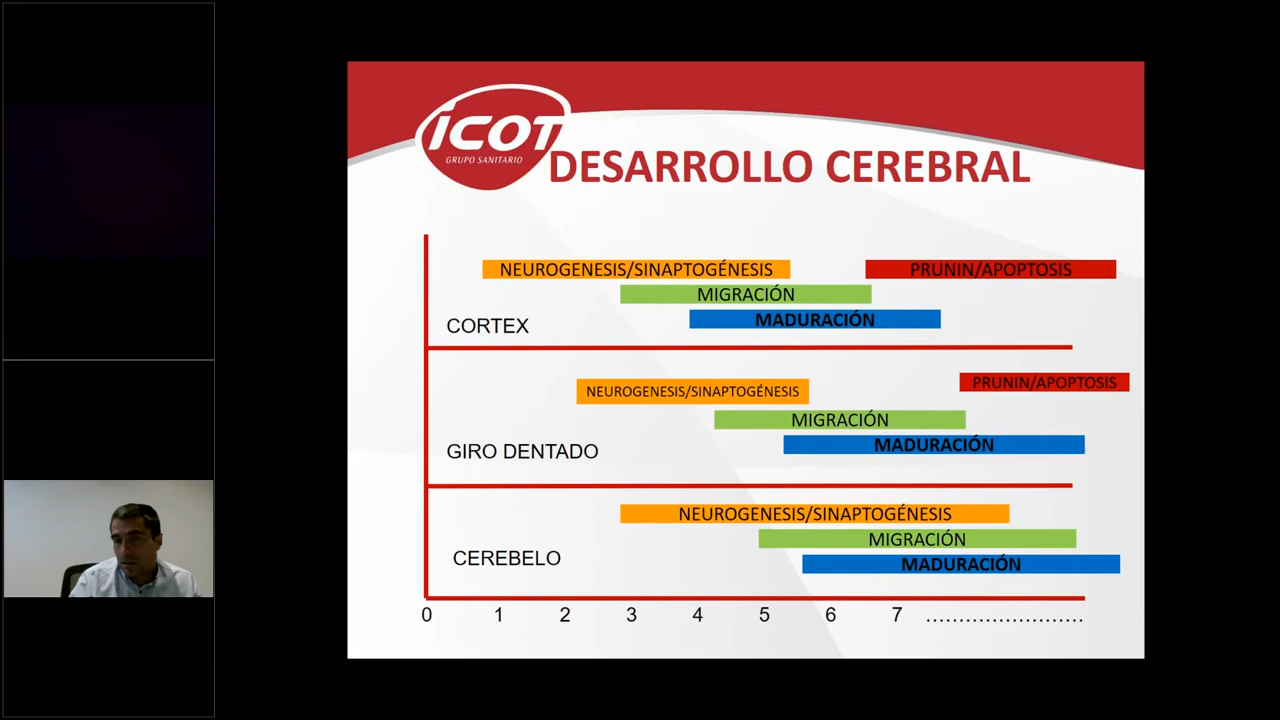 iCOT
GRUPO SANITARIO
DESARROLLO CEREBRAL
NEUROGENESIS/SINAPTOGÉNESIS
PRUNIN/APOPTOSIS
MIGRACIÓN
MADURACIÓN
CORTEX
NEUROGENESIS/SINAPTOGÉNESIS
PRUNIN/APOPTOSIS
MIGRACIÓN
MADURACIÓN
GIRO DENTADO
NEUROGENESIS/SINAPTOGÉNESIS
MIGRACIÓN
MADURACIÓN
CEREBELO
0 1 2 3 4 5 6 7 ........................